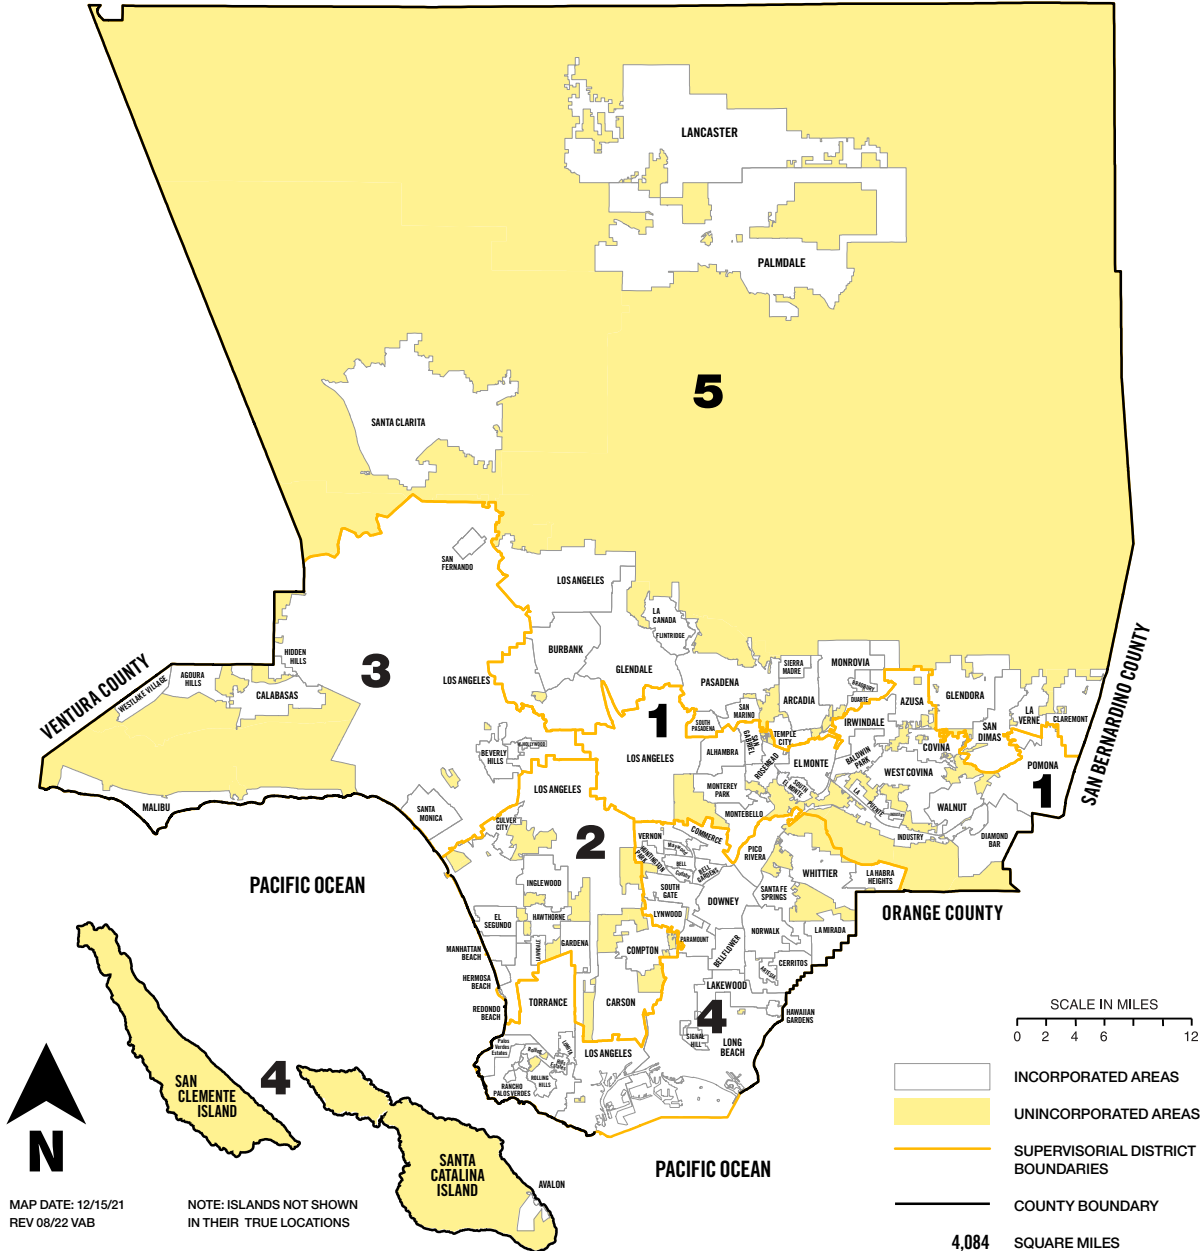 LANCASTER
PALMDALE
5
SANTA CLARITA
SAN
FERNANDO
LOS ANGELES
LA
CANADA
FLINTRIDGE
BURBANK
GLENDALE
3
LOS ANGELES
HIDDEN
HILLS
AGOURA
HILLS
WESTLAKE VILLAGE
CALABASAS
VENTURA COUNTY
MALIBU
PASADENA
SIERRA
MADRE
MONROVIA
BRADBURY
DUARTE
ARCADIA
SAN
MARINO
SOUTH
PASADENA
AZUSA
IRWINDALE
GLENDORA
LA
VERNE
CLAREMONT
SAN
DIMAS
SAN BERNARDINO COUNTY
1
LOS ANGELES
ALHAMBRA
SAN
GABRIEL
TEMPLE
CITY
ROSEMEAD
EL MONTE
SOUTH
EL MONTE
BALDWIN
PARK
COVINA
WEST COVINA
POMONA
1
MONTEREY
PARK
MONTEBELLO
LA
PUENTE
INDUSTRY
WALNUT
DIAMOND
BAR
BEVERLY
HILLS
W. HOLLYWOOD
LOS ANGELES
SANTA
MONICA
CULVER
CITY
2
VERNON
COMMERCE
Maywood
HUNTINGTON
PARK
BELL
Cudahy
BELL
GARDENS
PICO
RIVERA
WHITTIER
LA HABRA
HEIGHTS
INGLEWOOD
SOUTH
GATE
DOWNEY
SANTA FE
SPRINGS
ORANGE COUNTY
PACIFIC OCEAN
EL
SEGUNDO
HAWTHORNE
LYNWOOD
LAWNDALE
GARDENA
COMPTON
PARAMOUNT
BELLFLOWER
NORWALK
LA MIRADA
MANHATTAN
BEACH
ARTESIA
CERRITOS
HERMOSA
BEACH
REDONDO
BEACH
TORRANCE
CARSON
LAKEWOOD
4
HAWAIIAN
GARDENS
SIGNAL
HILL
LONG
BEACH
Palos
Verdes
Estates
Rolling
Hills
Estates
LOMITA
LOS ANGELES
ROLLING
HILLS
RANCHO
PALOS VERDES
SAN
CLEMENTE
ISLAND
4
SANTA
CATALINA
ISLAND
AVALON
PACIFIC OCEAN
N
MAP DATE: 12/15/21
REV 08/22 VAB
NOTE: ISLANDS NOT SHOWN
IN THEIR TRUE LOCATIONS
SCALE IN MILES
0 2 4 6 12
INCORPORATED AREAS
UNINCORPORATED AREAS
SUPERVISORIAL DISTRICT
BOUNDARIES
COUNTY BOUNDARY
4,084 SQUARE MILES